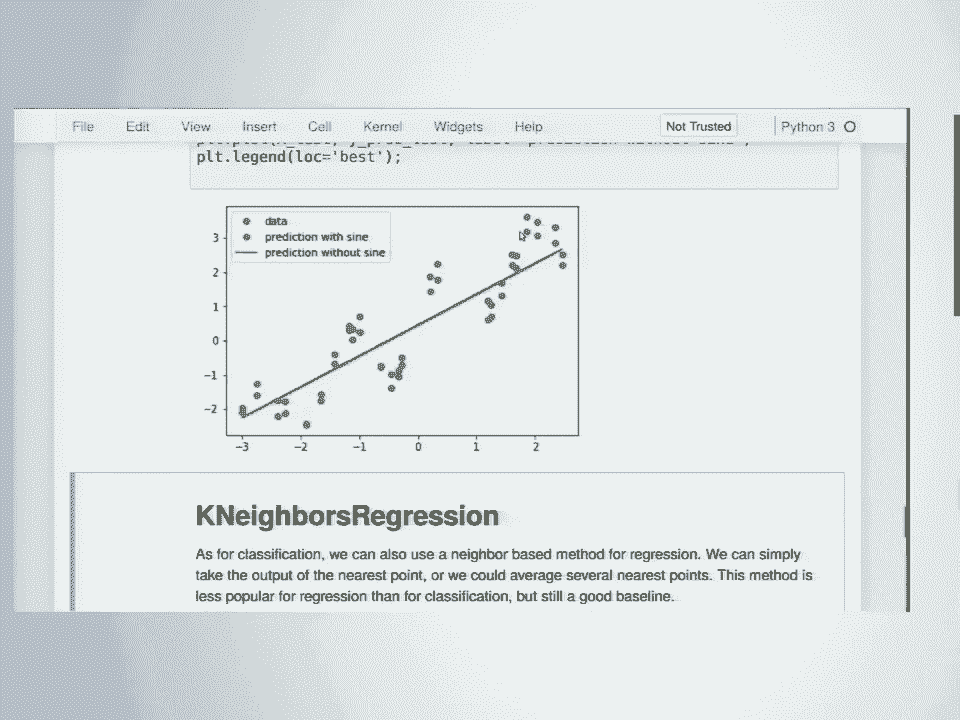 File Edit View Insert Cell Kernel Widgets Help Not Trusted Python 3
plt.legend(loc='best');
data
prediction with sine
prediction without sine
3
2
1
0
−1
−2
−3 −2 −1 0 1 2
KNeighborsRegression
As for classification, we can also use a neighbor based method for regression. We can simply
take the output of the nearest point, or we could average several nearest points. This method is
less popular for regression than for classification, but still a good baseline.